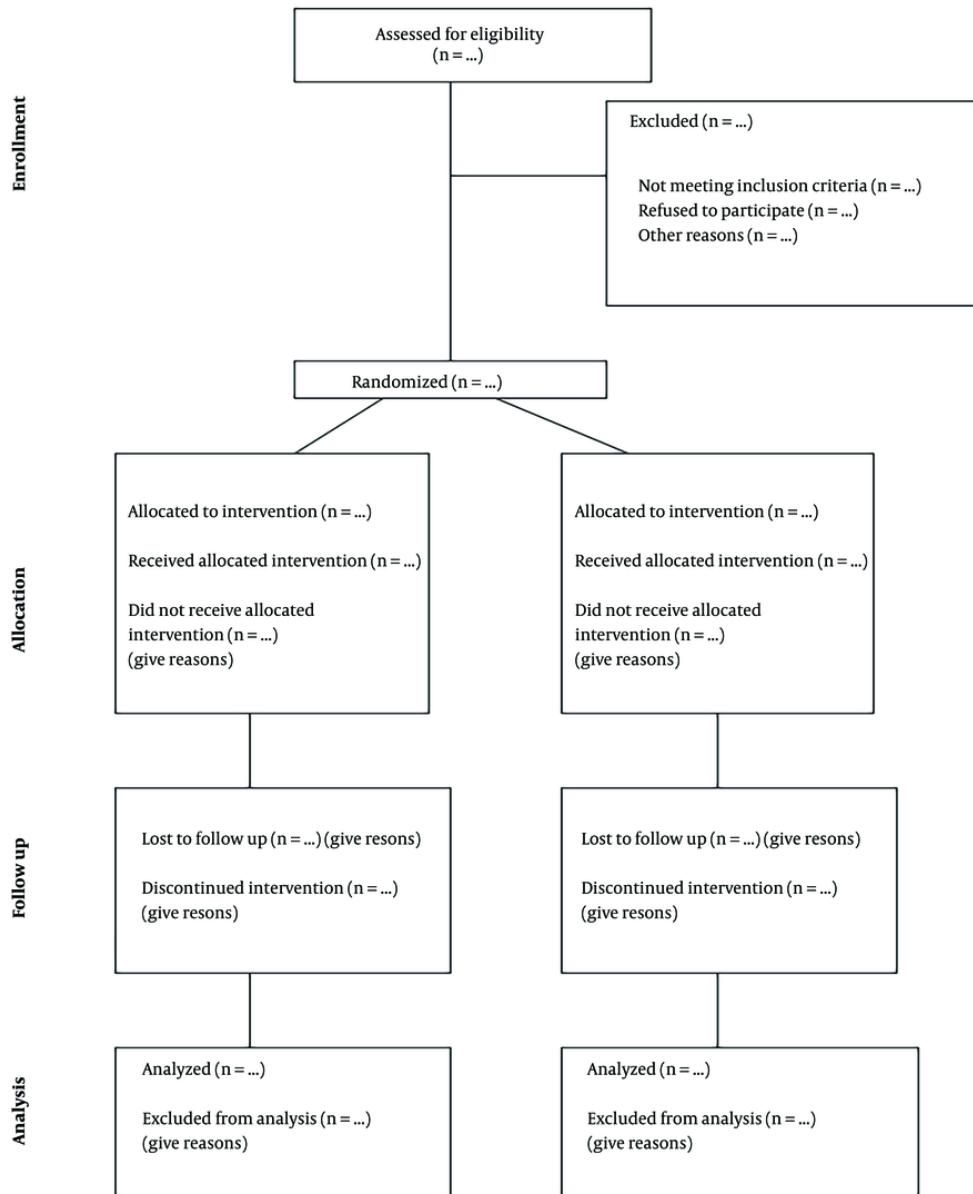 Assessed for eligibility
(n = ...)
Enrollment
Excluded (n = ...)
Not meeting inclusion criteria (n = ...)
Refused to participate (n = ...)
Other reasons (n = ...)
Randomized (n = ...)
Allocation
Allocated to intervention (n = ...)
Received allocated intervention (n = ...)
Did not receive allocated
intervention (n = ...)
(give reasons)
Allocated to intervention (n = ...)
Received allocated intervention (n = ...)
Did not receive allocated
intervention (n = ...)
(give reasons)
Follow up
Lost to follow up (n = ...) (give resons)
Discontinued intervention (n = ...)
(give resons)
Lost to follow up (n = ...) (give resons)
Discontinued intervention (n = ...)
(give resons)
Analysis
Analyzed (n = ...)
Excluded from analysis (n = ...)
(give reasons)
Analyzed (n = ...)
Excluded from analysis (n = ...)
(give reasons)